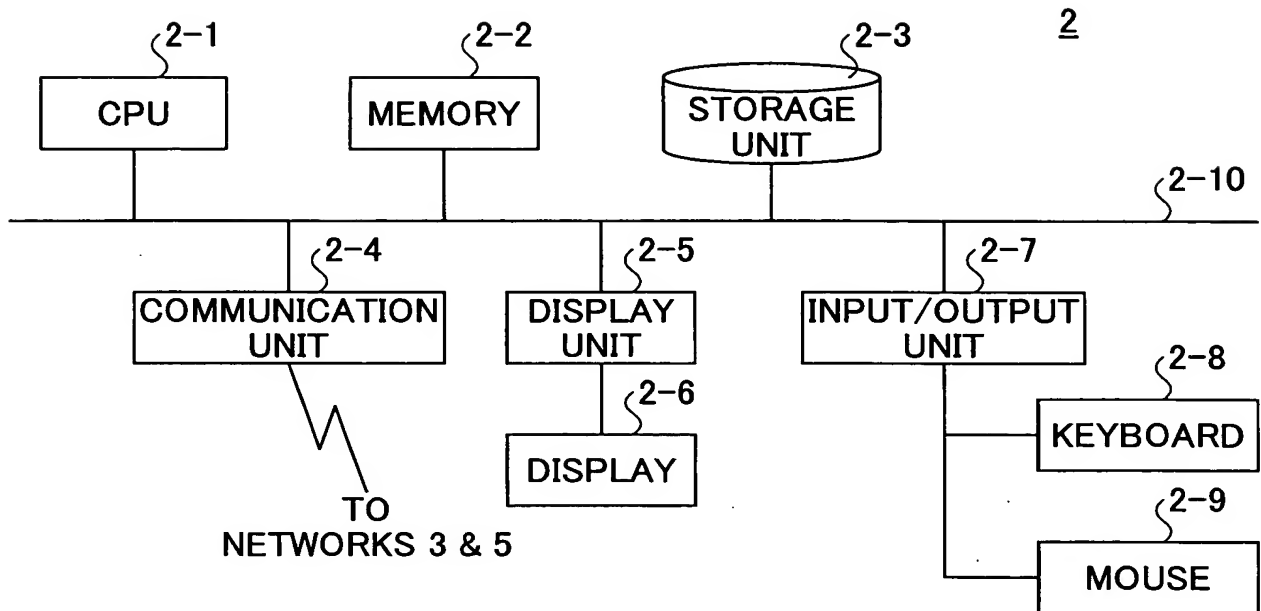 2
2-1
2-2
2-3
CPU
MEMORY
STORAGE
UNIT
2-10
2-4
2-5
2-7
COMMUNICATION
UNIT
DISPLAY
UNIT
INPUT/OUTPUT
UNIT
2-6
2-8
DISPLAY
KEYBOARD
TO
NETWORKS 3 & 5
2-9
MOUSE